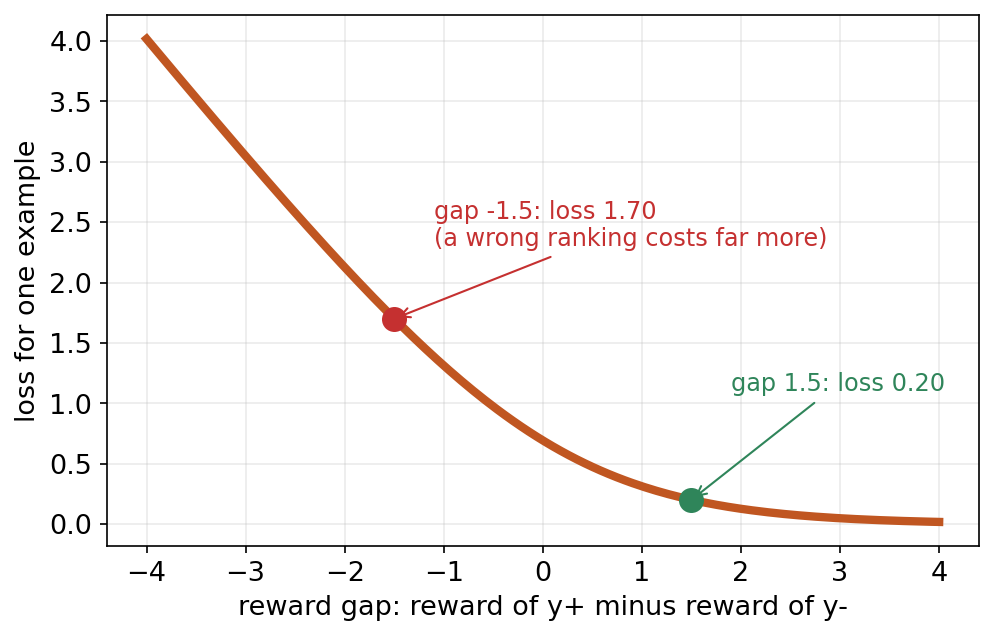 4.0
3.5
3.0
2.5
2.0
1.5
1.0
0.5
0.0
loss for one example
gap -1.5: loss 1.70
(a wrong ranking costs far more)
gap 1.5: loss 0.20
−4 −3 −2 −1 0 1 2 3 4
reward gap: reward of y+ minus reward of y-